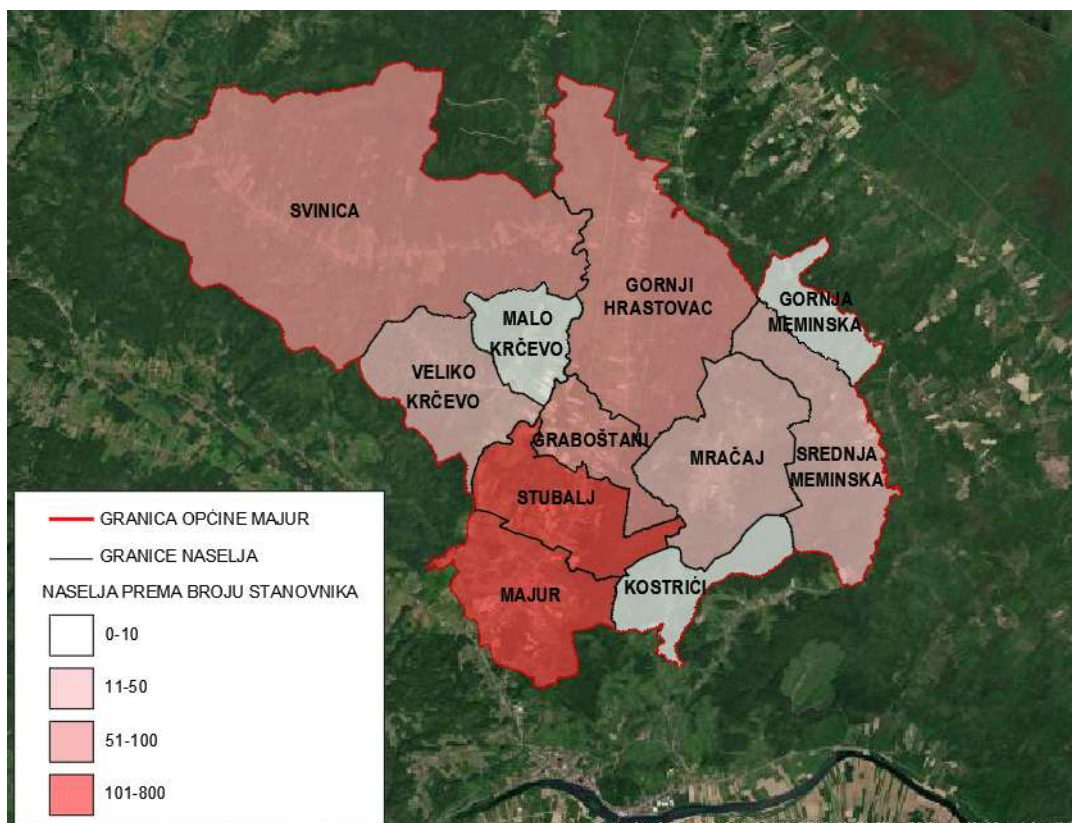 SVINICA
GORNJI
HRASTOVAC
GORNJA
MEMINSKA
MALO
KRČEVO
VELIKO
KRČEVO
GRABOŠTANI
MRAČAJ
SREDNJA
MEMINSKA
STUBALJ
KOSTRIĆI
MAJUR
GRANICA OPĆINE MAJUR
GRANICE NASELJA
NASELJA PREMA BROJU STANOVNIKA
0-10
11-50
51-100
101-800